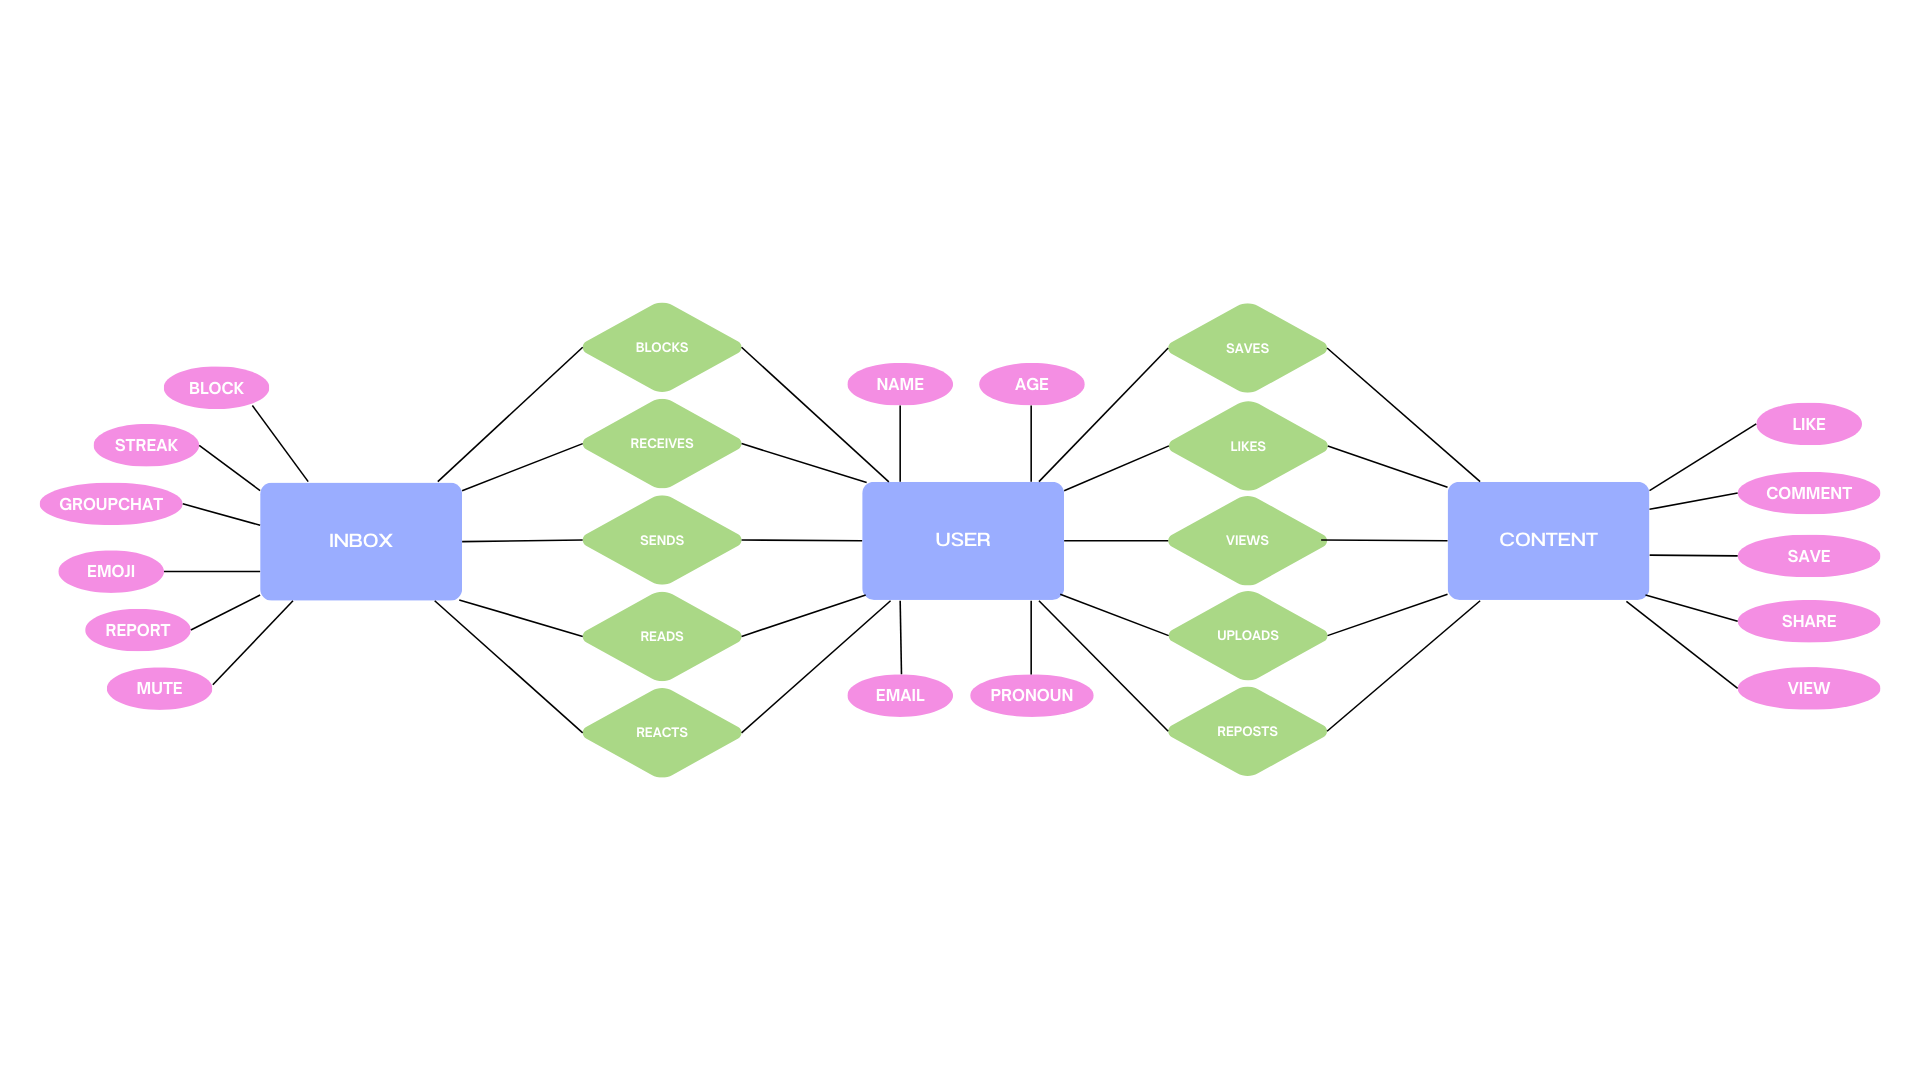 BLOCK
STREAK
GROUPCHAT
EMOJI
REPORT
MUTE
INBOX
BLOCKS
RECEIVES
SENDS
READS
REACTS
NAME
AGE
USER
EMAIL
PRONOUN
SAVES
LIKES
VIEWS
UPLOADS
REPOSTS
CONTENT
LIKE
COMMENT
SAVE
SHARE
VIEW